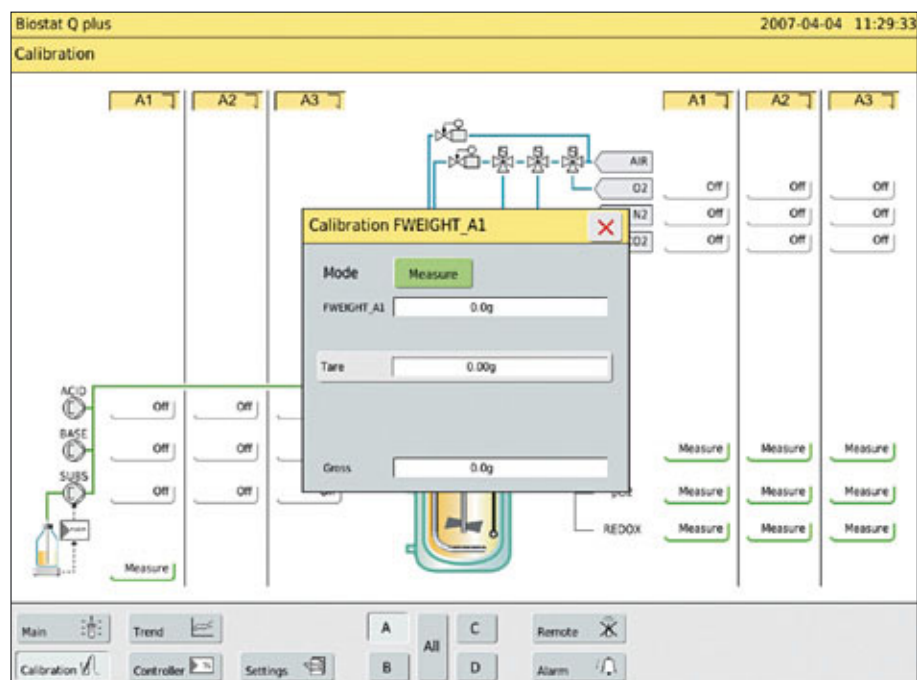 Biostat Q plus 2007-04-04 11:29:33
Calibration
A1 A2 A3 A1 A2 A3
AIR
O2 Off Off Off
N2 Off Off Off
CO2 Off Off Off
Calibration FWEIGHT_A1
Mode Measure
FWEIGHT_A1 0.0g
Tare 0.00g
Gross 0.0g
ACID
Off Off
BASE
Off Off
SUBS
Off Off
Measure
Measure Measure Measure
Measure Measure Measure
REDOX Measure Measure Measure
Main Trend A All C Remote
Calibration Controller Settings B D Alarm